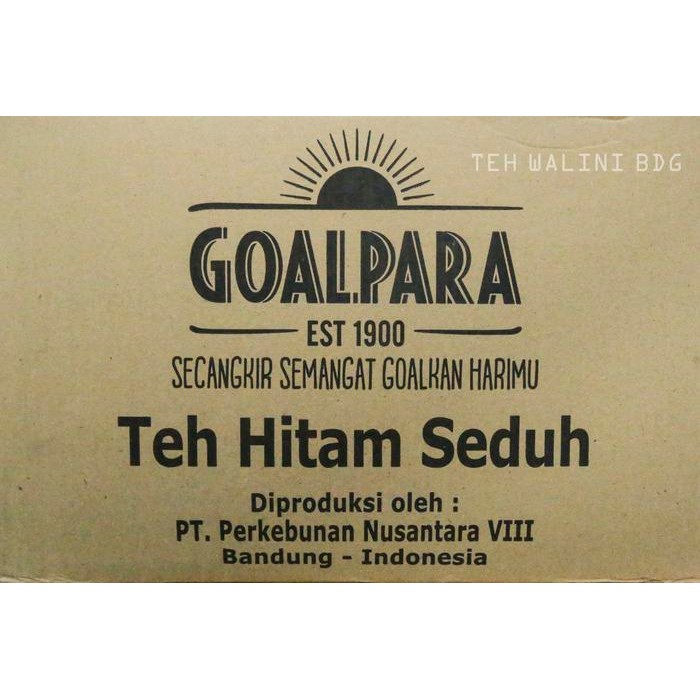 TEH WALINI BDG
GOALPARA
EST 1900
SECANGKIR SEMANGAT GOALKAN HARIMU
Teh Hitam Seduh
Diproduksi oleh :
PT. Perkebunan Nusantara VIII
Bandung - Indonesia